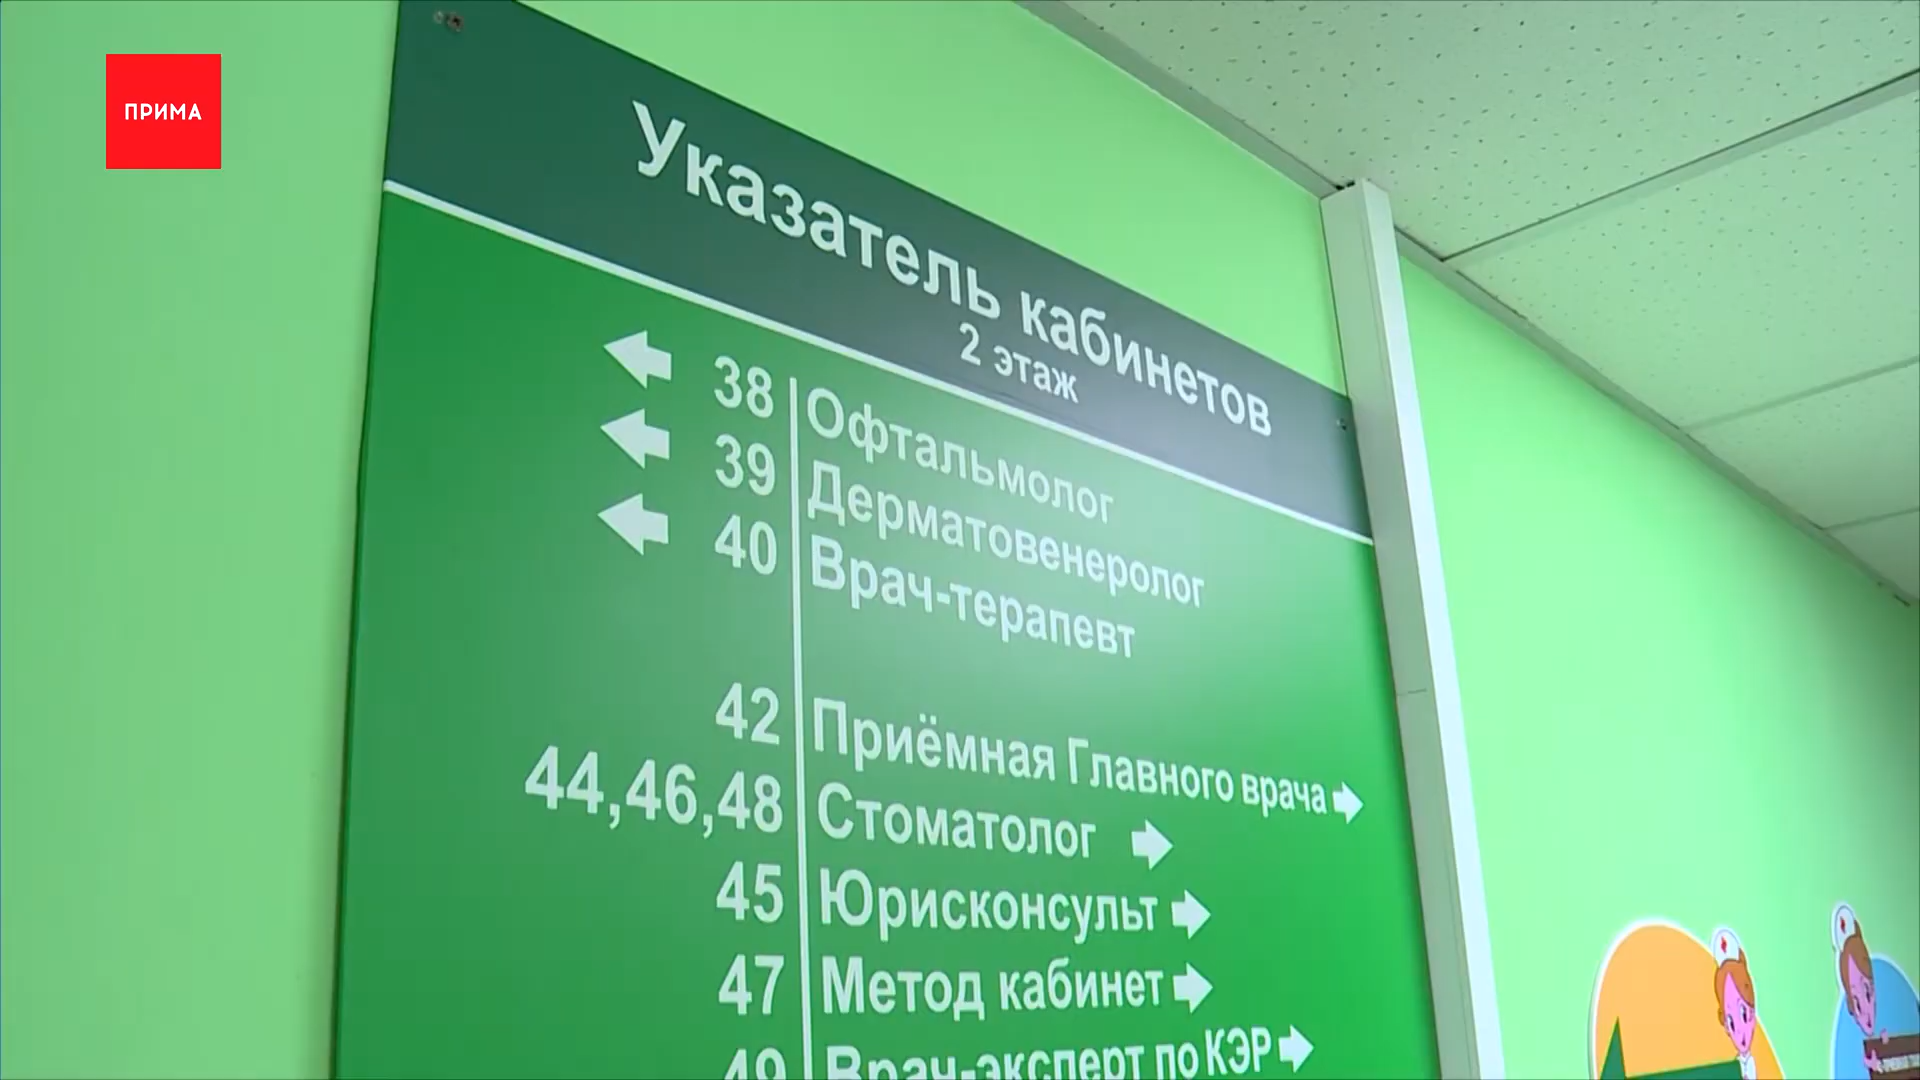 ПРИМА
Указатель кабинетов
2 этаж
38 Офтальмолог
39 Дерматовенеролог
40 Врач-терапевт
42 Приёмная Главного врача
44,46,48 Стоматолог
45 Юрисконсульт
47 Метод кабинет
49 Врач-эксперт по КЭР